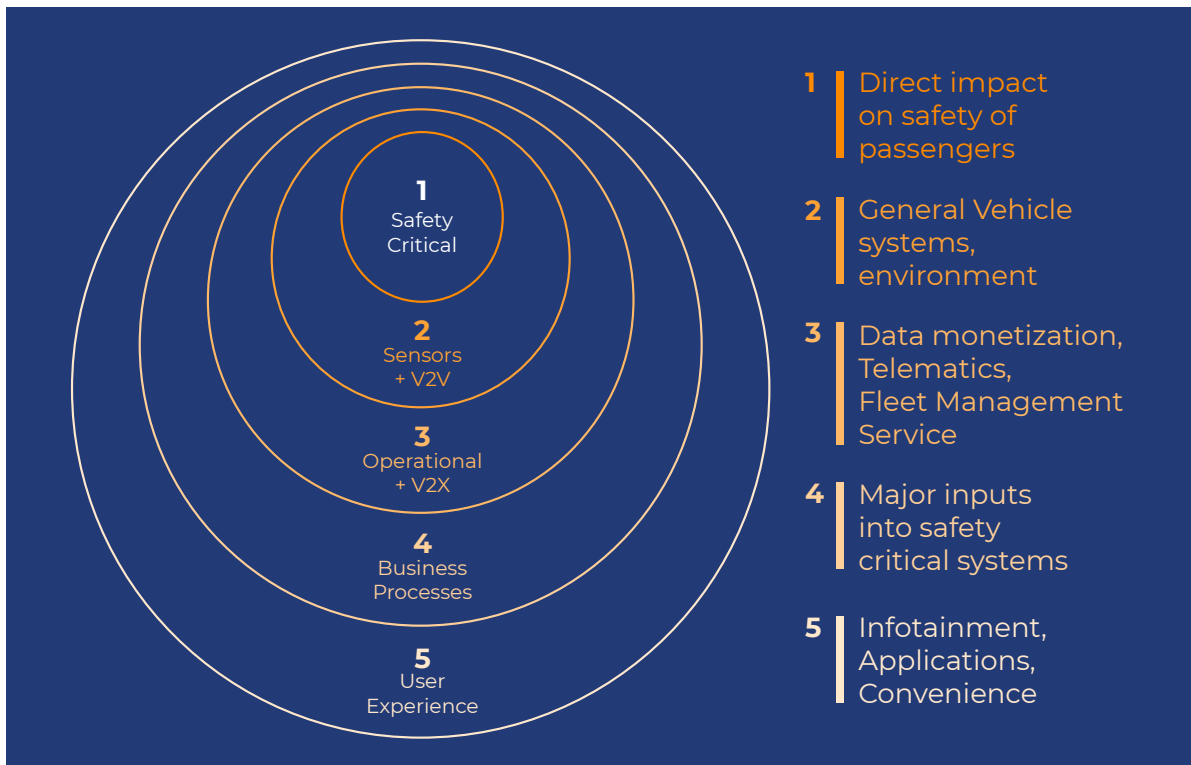 1
Safety
Critical
2
Sensors
+ V2V
3
Operational
+ V2X
4
Business
Processes
5
User
Experience
1
Direct impact
on safety of
passengers
2
General Vehicle
systems,
environment
3
Data monetization,
Telematics,
Fleet Management
Service
4
Major inputs
into safety
critical systems
5
Infotainment,
Applications,
Convenience